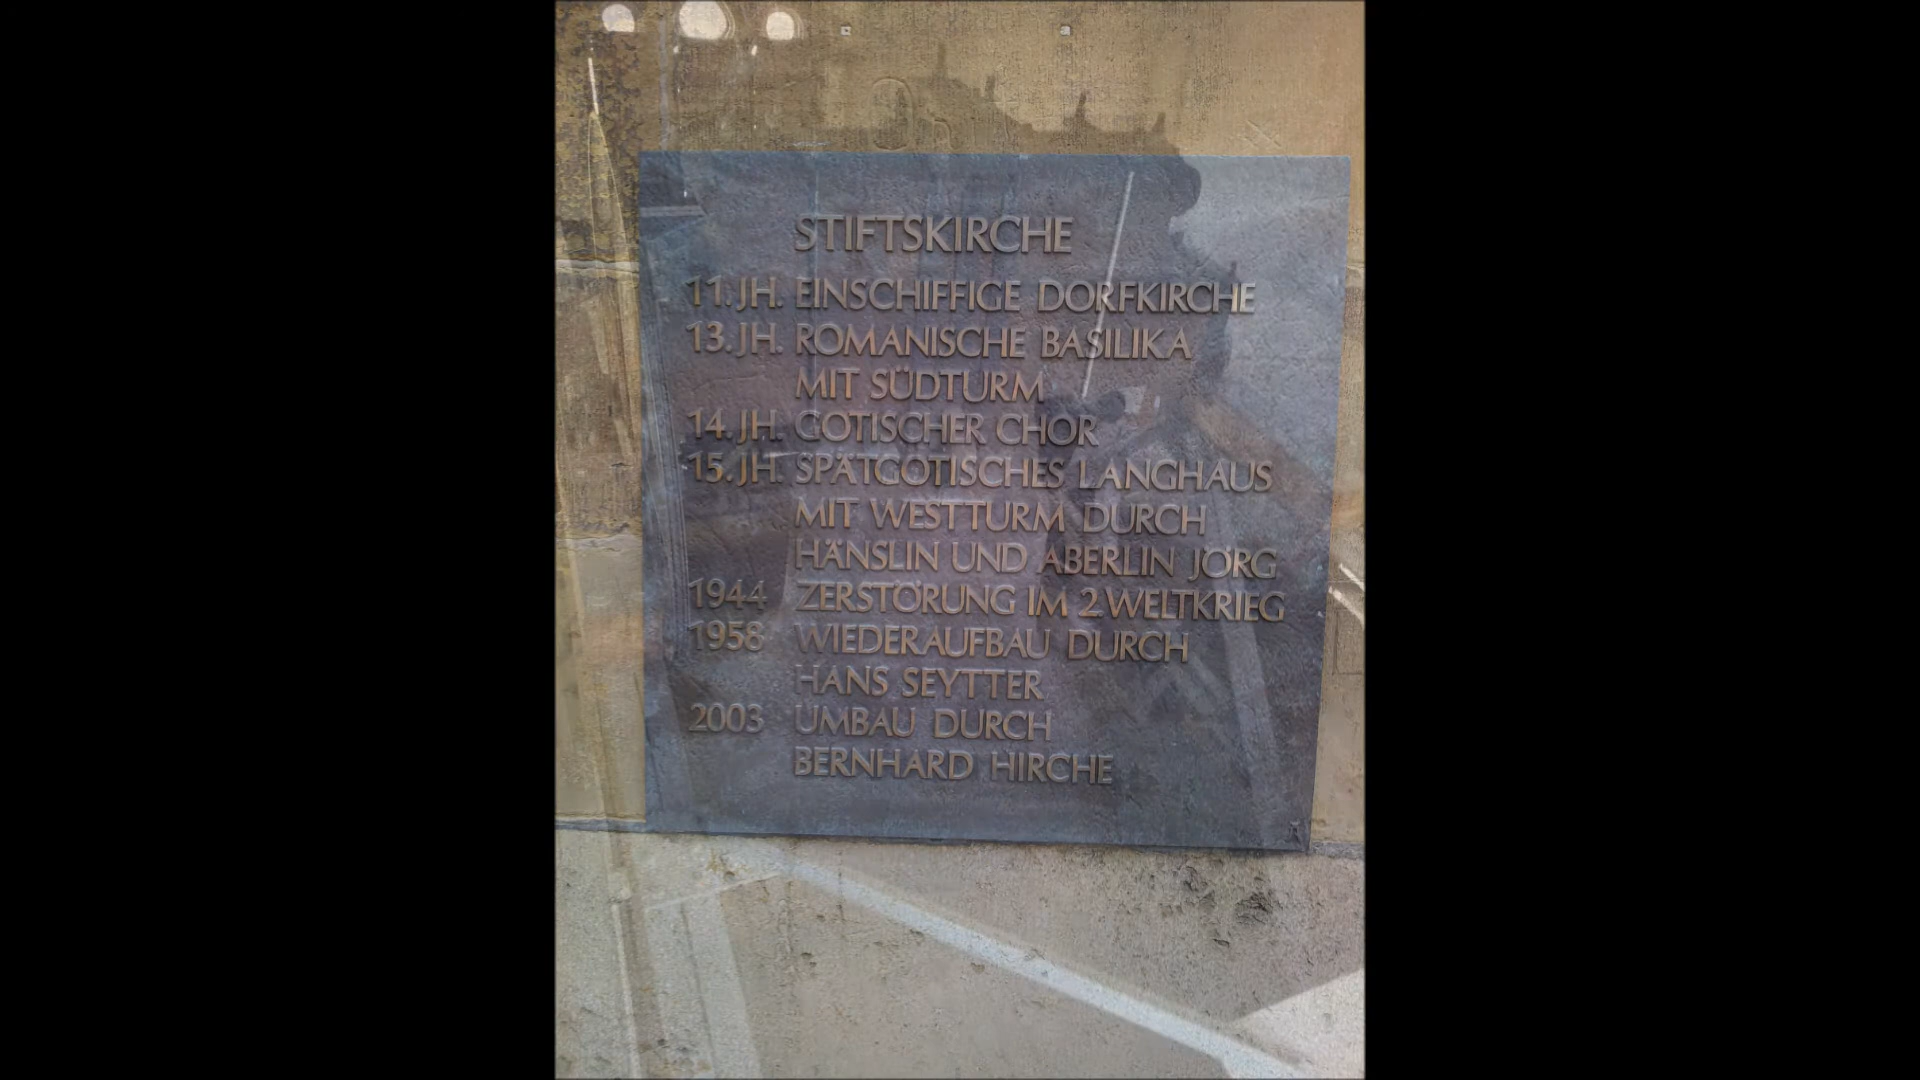 STIFTSKIRCHE
11. JH. EINSCHIFFIGE DORFKIRCHE
13. JH. ROMANISCHE BASILIKA
MIT SÜDTURM
14. JH. GOTISCHER CHOR
15. JH. SPÄTGOTISCHES LANGHAUS
MIT WESTTURM DURCH
HÄNSLIN UND ABERLIN JÖRG
1944 ZERSTÖRUNG IM 2.WELTKRIEG
1958 WIEDERAUFBAU DURCH
HANS SEYTTER
2003 UMBAU DURCH
BERNHARD HIRCHE